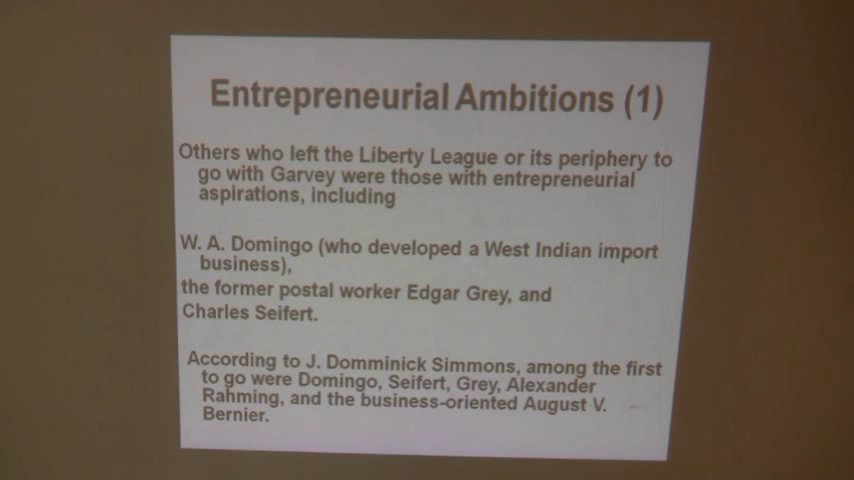 Entrepreneurial Ambitions (1)
Others who left the Liberty League or its periphery to
go with Garvey were those with entrepreneurial
aspirations, including
W. A. Domingo (who developed a West Indian import
business),
the former postal worker Edgar Grey, and
Charles Seifert.
According to J. Domminick Simmons, among the first
to go were Domingo, Seifert, Grey, Alexander
Rahming, and the business-oriented August V.
Bernier.